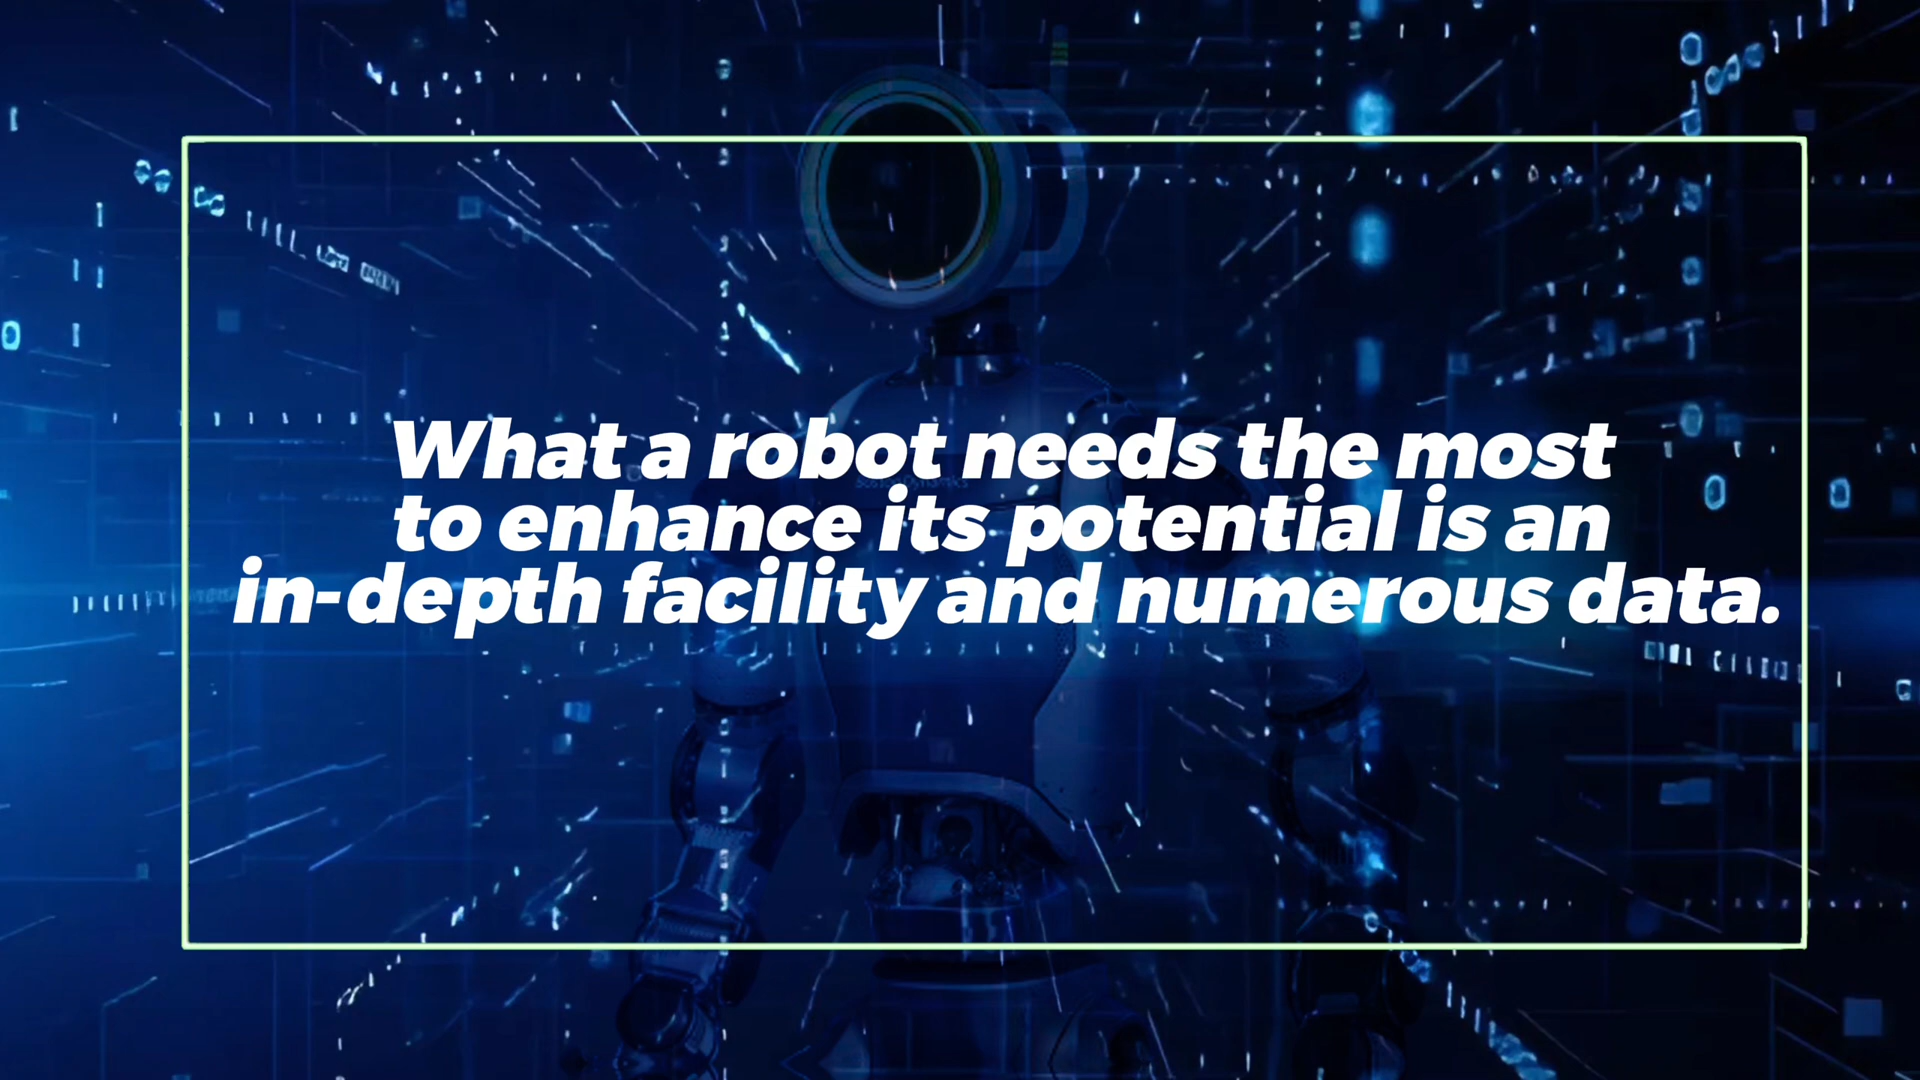 What a robot needs the most
to enhance its potential is an
in-depth facility and numerous data.